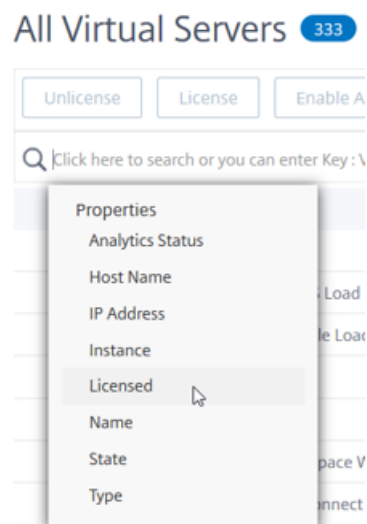 All Virtual Servers 333
Unlicense License Enable A
Click here to search or you can enter Key : V
Properties
Analytics Status
Host Name
IP Address
Load
Instance
le Load
Licensed
Name
State
pace W
Type
nnect